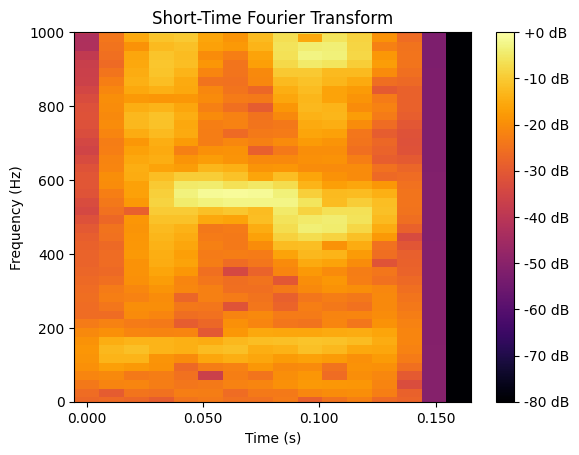 Short-Time Fourier Transform
1000
800
600
400
200
0
Frequency (Hz)
0.000
0.050
0.100
0.150
Time (s)
+0 dB
-10 dB
-20 dB
-30 dB
-40 dB
-50 dB
-60 dB
-70 dB
-80 dB